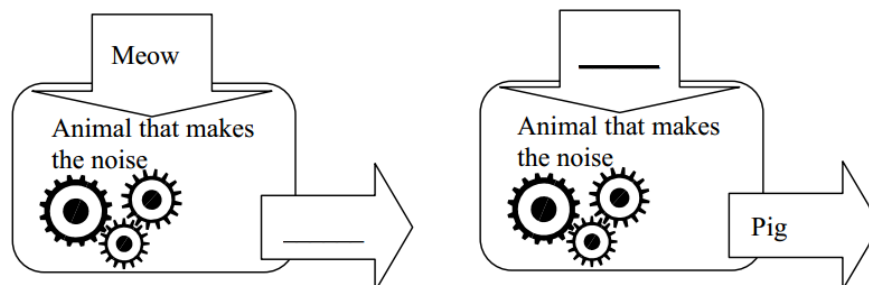 Meow
Animal that makes
the noise
Animal that makes
the noise
Pig